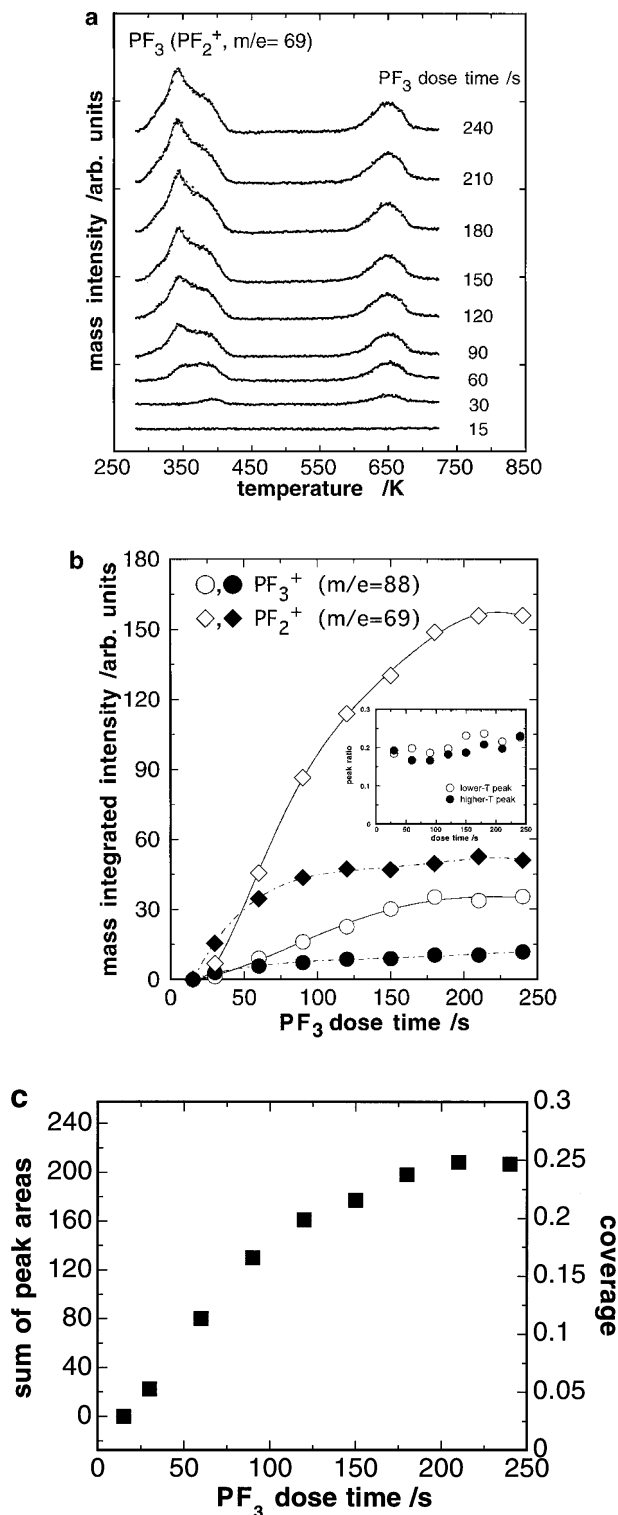 a
PF3 (PF2+, m/e= 69)
PF3 dose time /s
240
210
180
150
120
90
60
30
15
mass intensity /arb. units
250 350 450 550 650 750 850
temperature /K
b
180
150
120
90
60
30
0
PF3+ (m/e=88)
PF2+ (m/e=69)
mass integrated intensity /arb. units
0.3
0.2
0.1
0
peak ratio
lower-T peak
higher-T peak
0 50 100 150 200 250
dose time /s
0 50 100 150 200 250
PF3 dose time /s
c
240
200
160
120
80
40
0
sum of peak areas
0.3
0.25
0.2
0.15
0.1
0.05
0
coverage
0 50 100 150 200 250
PF3 dose time /s